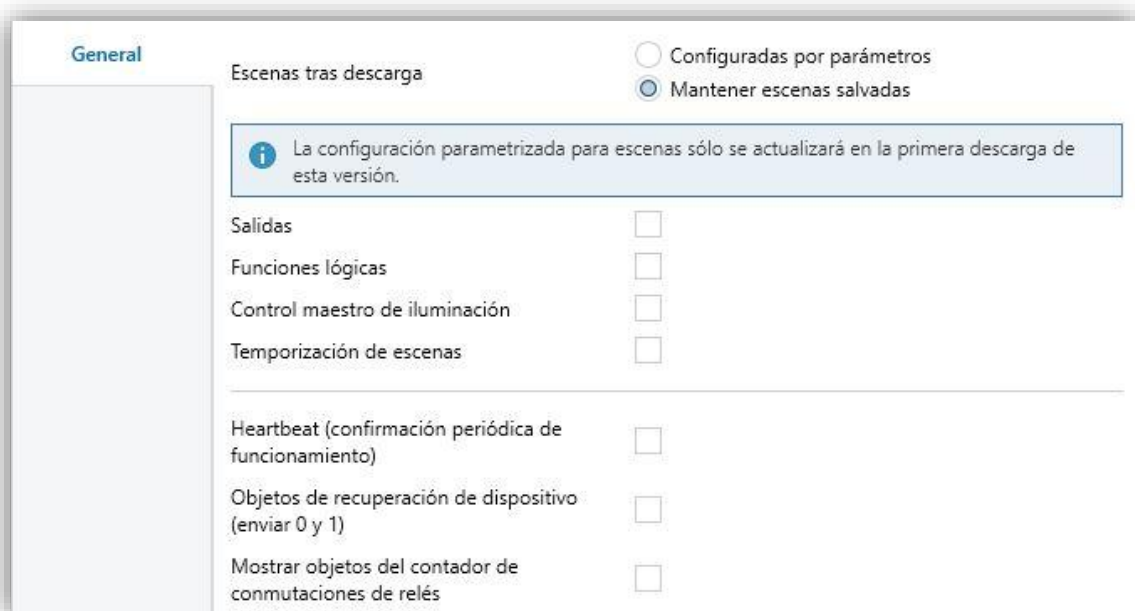 General
Escenas tras descarga
Configuradas por parámetros
Mantener escenas salvadas
La configuración parametrizada para escenas sólo se actualizará en la primera descarga de
esta versión.
Salidas
Funciones lógicas
Control maestro de iluminación
Temporización de escenas
Heartbeat (confirmación periódica de
funcionamiento)
Objetos de recuperación de dispositivo
(enviar 0 y 1)
Mostrar objetos del contador de
conmutaciones de relés